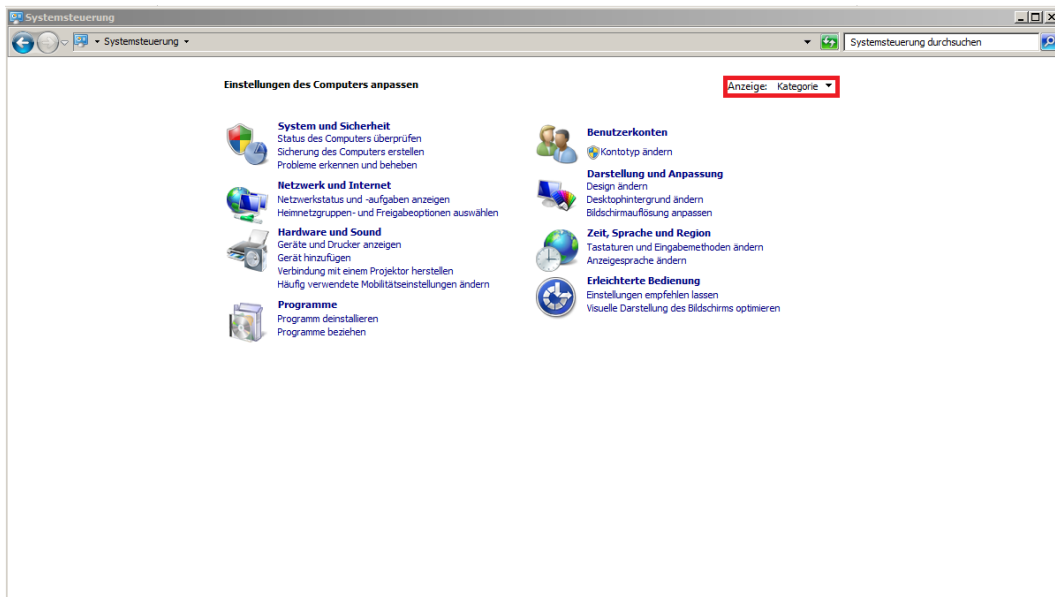 Systemsteuerung
Systemsteuerung
Systemsteuerung durchsuchen
Einstellungen des Computers anpassen
Anzeige: Kategorie
System und Sicherheit
Status des Computers überprüfen
Sicherung des Computers erstellen
Probleme erkennen und beheben
Netzwerk und Internet
Netzwerkstatus und -aufgaben anzeigen
Heimnetzgruppen- und Freigabeoptionen auswählen
Hardware und Sound
Geräte und Drucker anzeigen
Gerät hinzufügen
Verbindung mit einem Projektor herstellen
Häufig verwendete Mobilitätseinstellungen ändern
Programme
Programm deinstallieren
Programme beziehen
Benutzerkonten
Kontotyp ändern
Darstellung und Anpassung
Design ändern
Desktophintergrund ändern
Bildschirmauflösung anpassen
Zeit, Sprache und Region
Tastaturen und Eingabemethoden ändern
Anzeigesprache ändern
Erleichterte Bedienung
Einstellungen empfehlen lassen
Visuelle Darstellung des Bildschirms optimieren